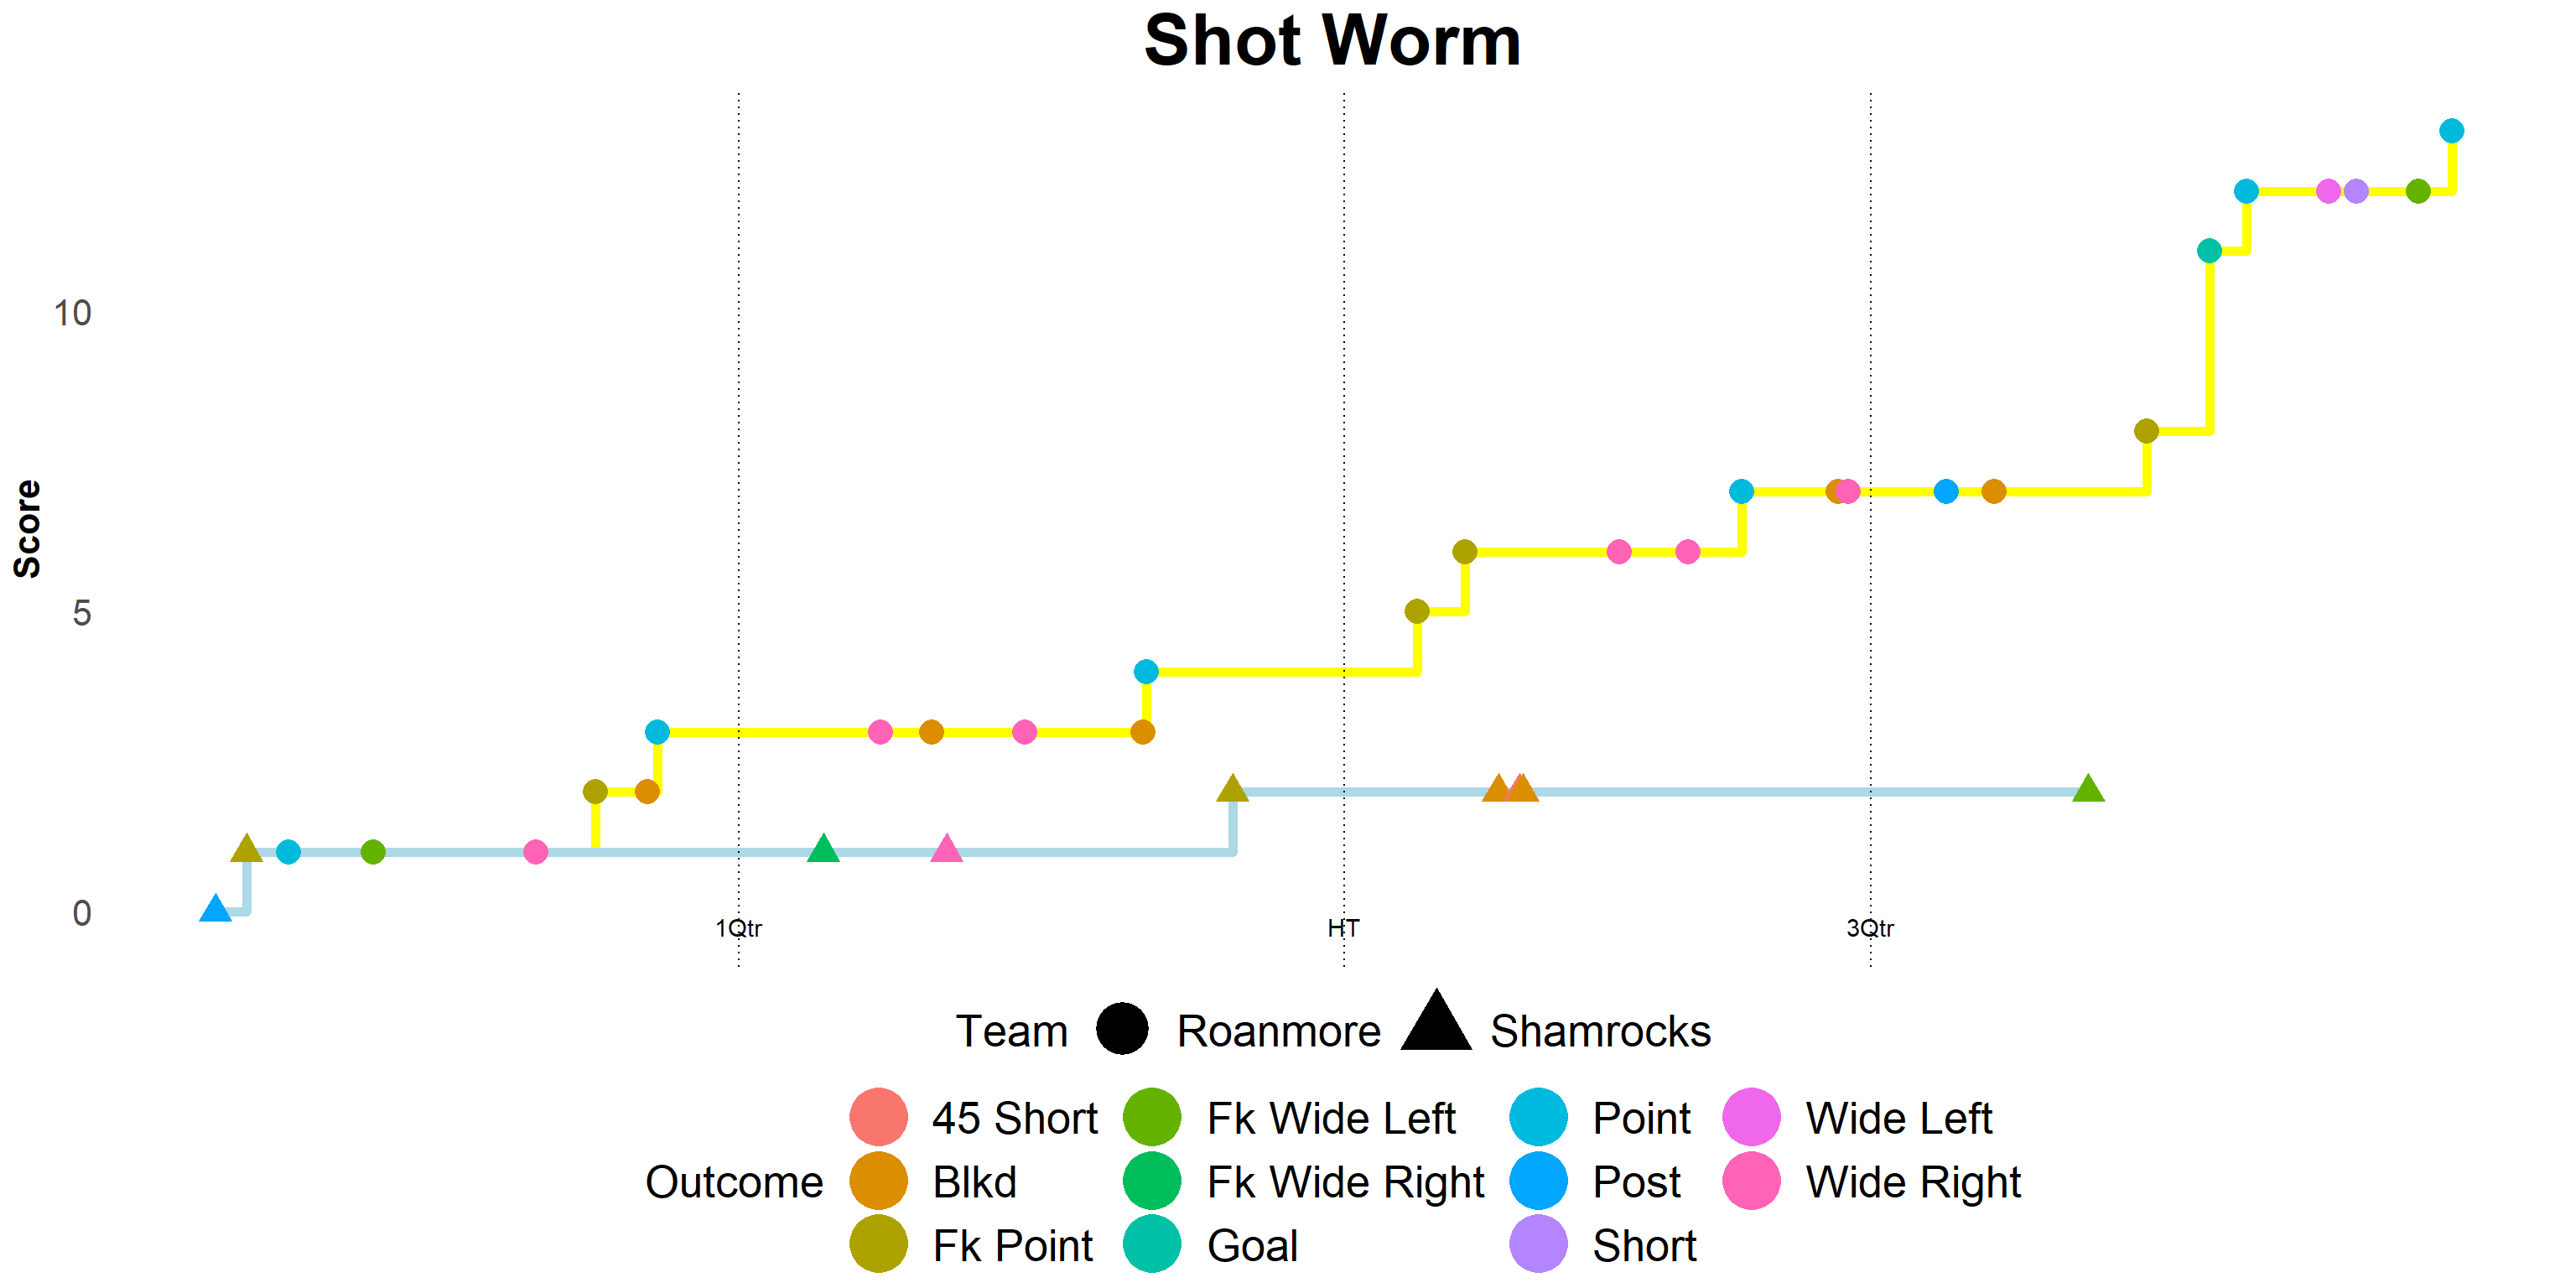 Shot Worm
10
5
0
Score
1Qtr
HT
3Qtr
Team Roanmore Shamrocks
45 Short Fk Wide Left Point Wide Left
Outcome Blkd Fk Wide Right Post Wide Right
Fk Point Goal Short